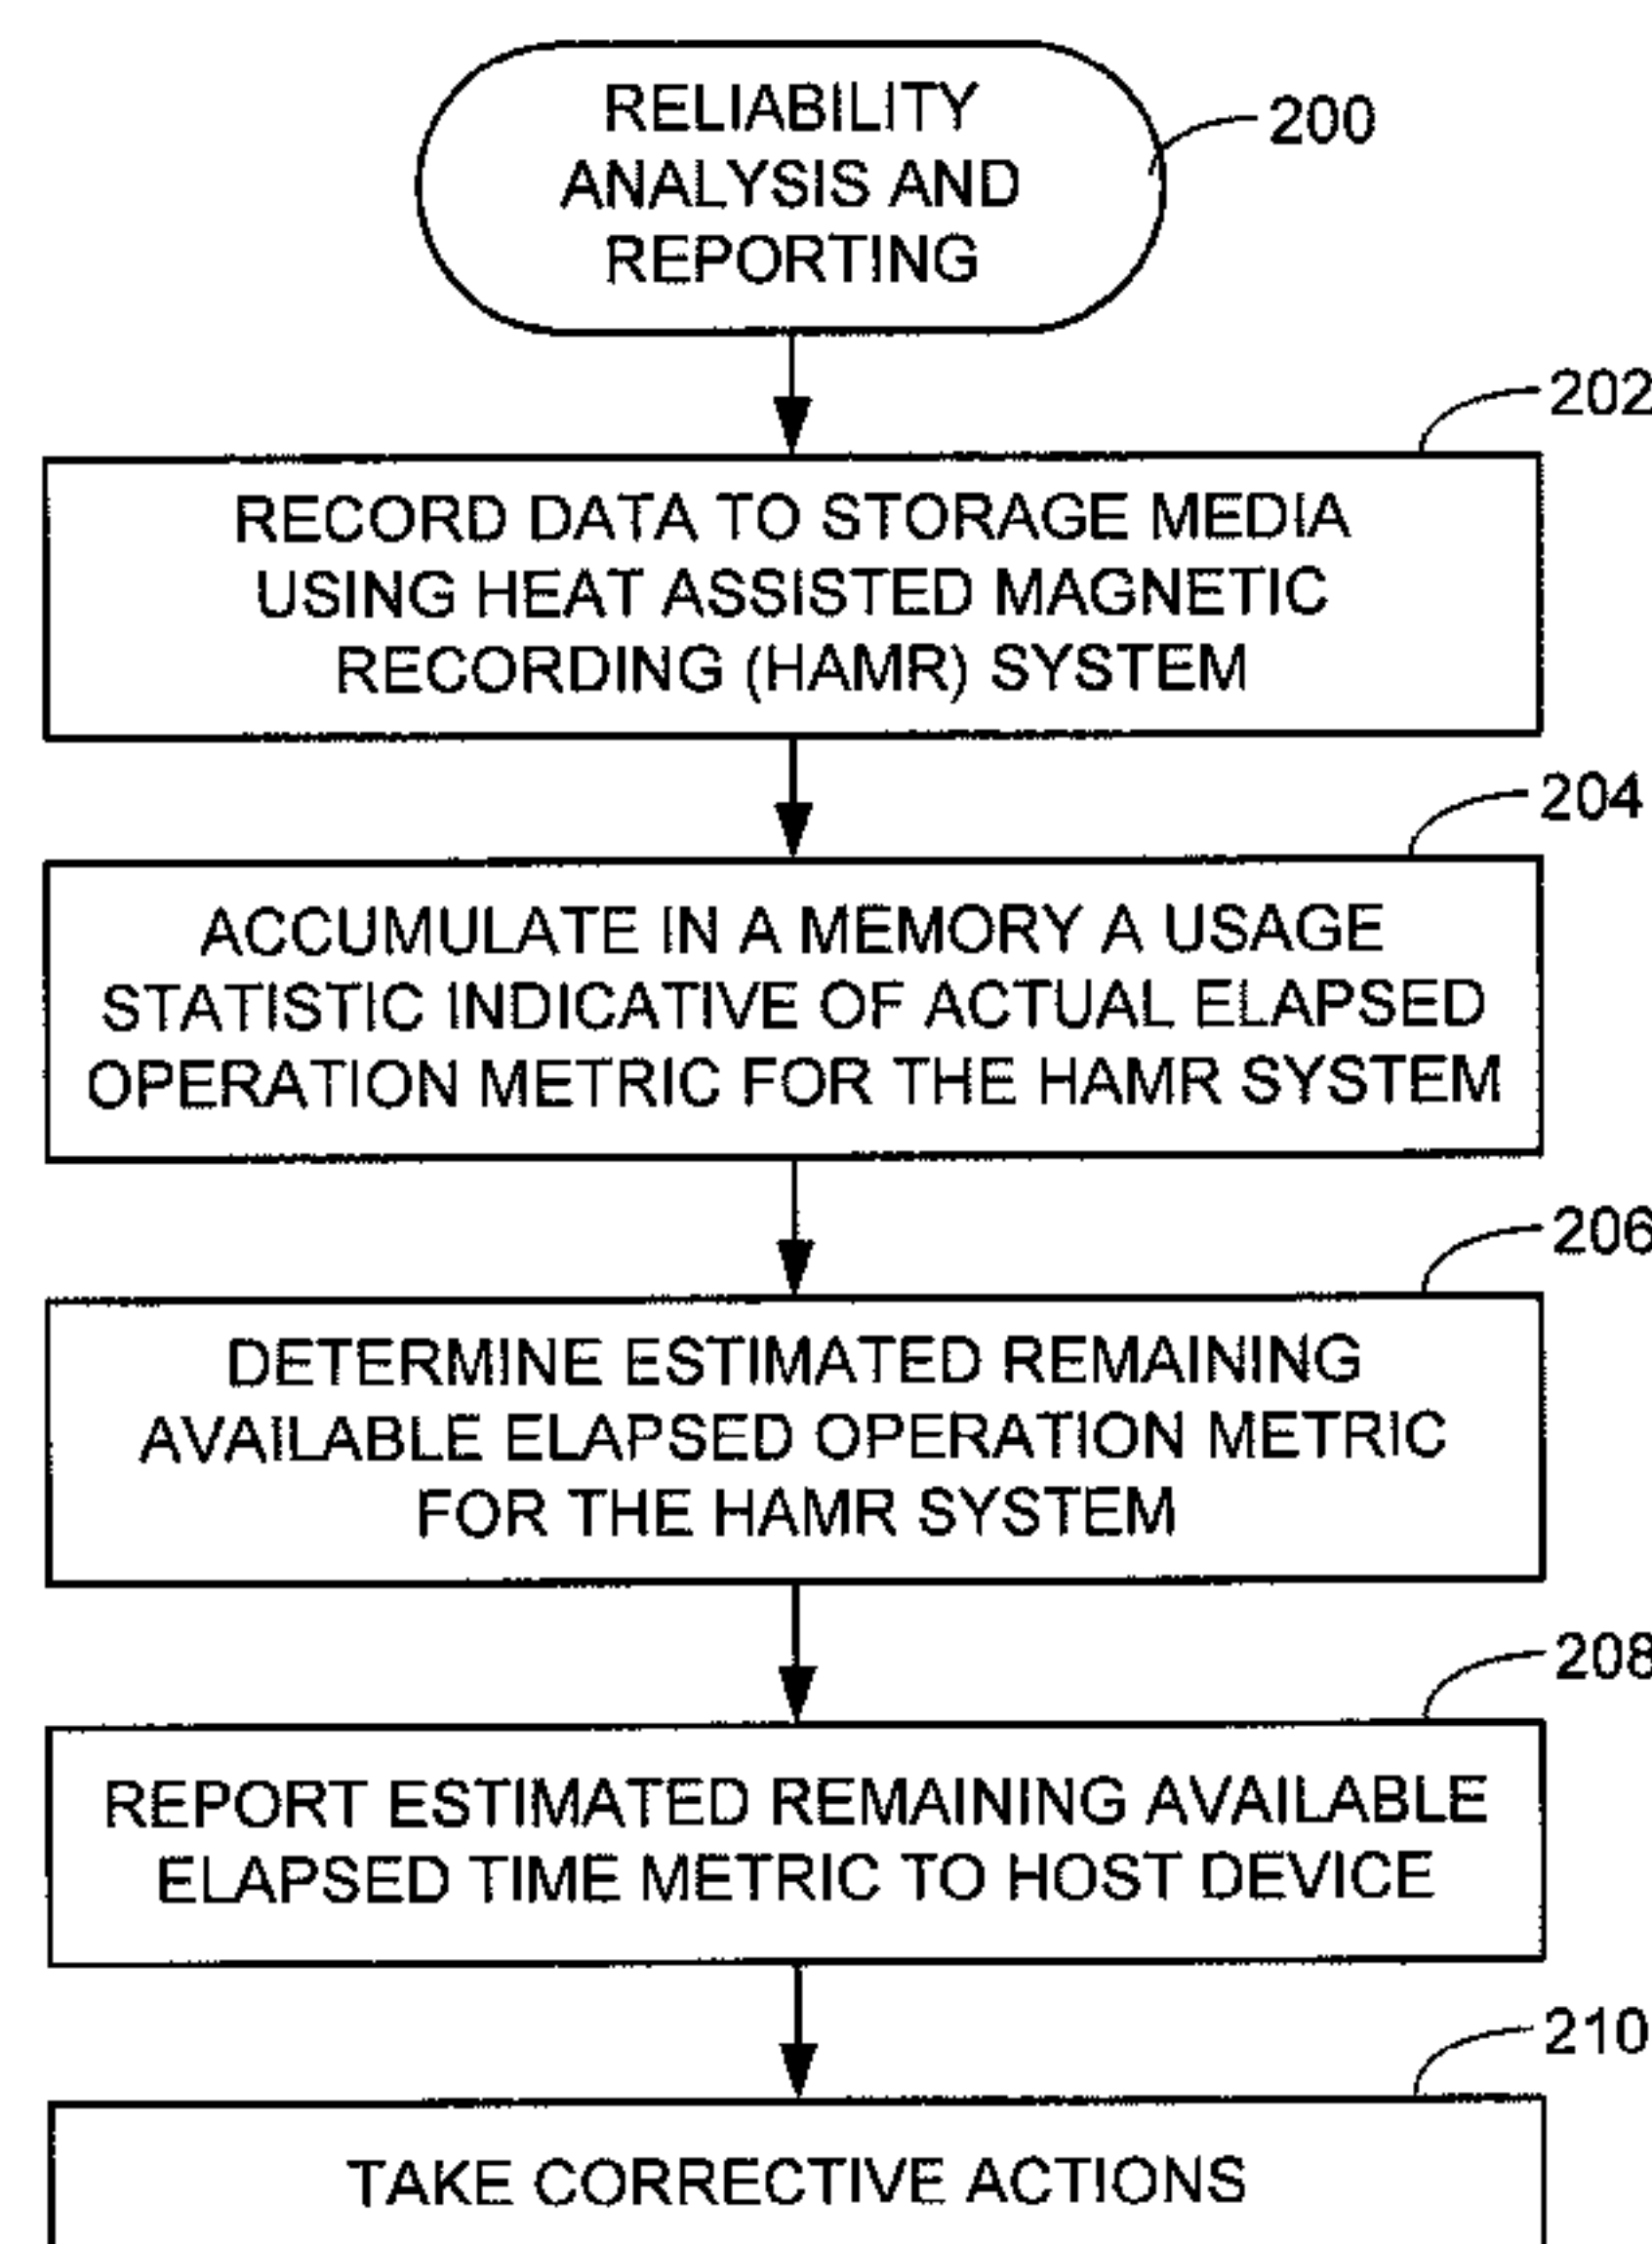 RELIABILITY
ANALYSIS AND
REPORTING
200
202
RECORD DATA TO STORAGE MEDIA
USING HEAT ASSISTED MAGNETIC
RECORDING (HAMR) SYSTEM
204
ACCUMULATE IN A MEMORY A USAGE
STATISTIC INDICATIVE OF ACTUAL ELAPSED
OPERATION METRIC FOR THE HAMR SYSTEM
206
DETERMINE ESTIMATED REMAINING
AVAILABLE ELAPSED OPERATION METRIC
FOR THE HAMR SYSTEM
208
REPORT ESTIMATED REMAINING AVAILABLE
ELAPSED TIME METRIC TO HOST DEVICE
210
TAKE CORRECTIVE ACTIONS